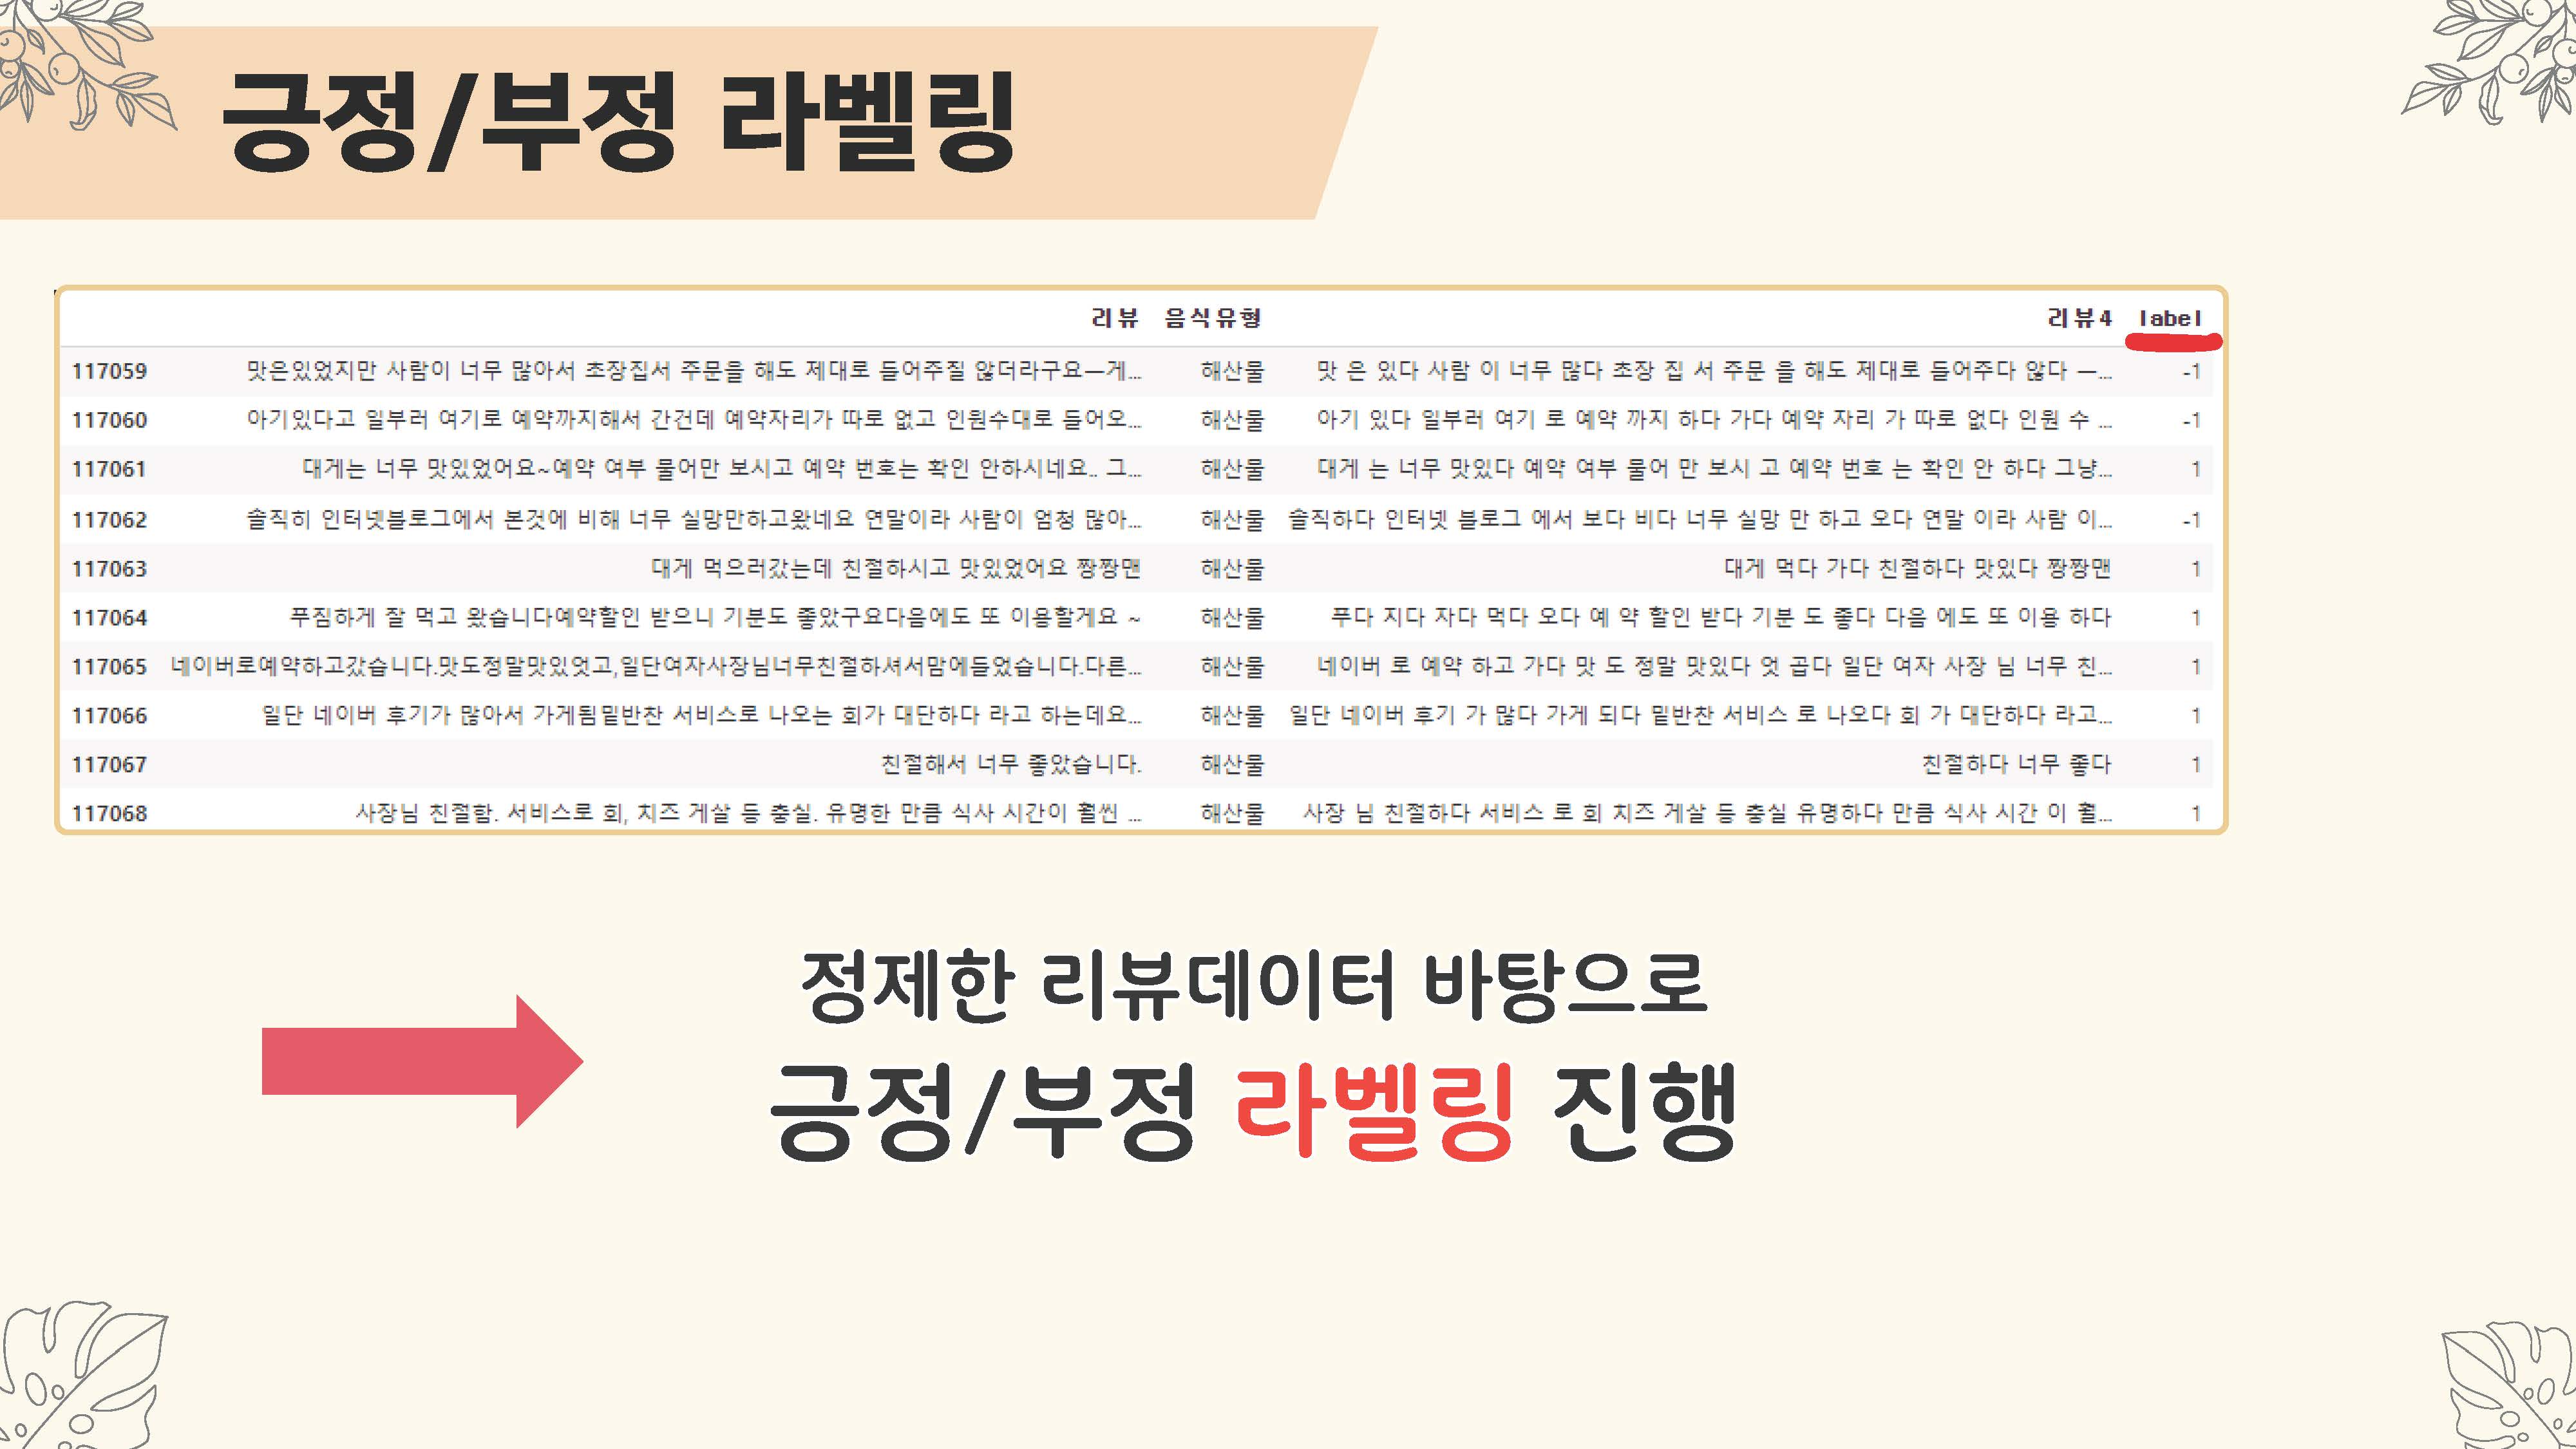 긍정/부정 라벨링
리뷰 음식유형 리뷰4 label
117059 맛은있었지만 사람이 너무 많아서 초장집서 주문을 해도 제대로 들어주질 않더라구요—게... 해산물 맛 은 있다 사람 이 너무 많다 초장 집 서 주문 을 해도 제대로 들어주다 않다 —... -1
117060 아기있다고 일부러 여기로 예약까지해서 간건데 예약자리가 따로 없고 인원수대로 들어오... 해산물 아기 있다 일부러 여기 로 예약 까지 하다 가다 예약 자리 가 따로 없다 인원 수 ... -1
117061 대게는 너무 맛있었어요~예약 여부 물어만 보시고 예약 번호는 확인 안하시네요.. 그... 해산물 대게 는 너무 맛있다 예약 여부 물어 만 보시 고 예약 번호 는 확인 안 하다 그냥... 1
117062 솔직히 인터넷블로그에서 본것에 비해 너무 실망만하고왔네요 연말이라 사람이 엄청 많아... 해산물 솔직하다 인터넷 블로그 에서 보다 비다 너무 실망 만 하고 오다 연말 이라 사람 이... -1
117063 대게 먹으러갔는데 친절하시고 맛있었어요 짱짱맨 해산물 대게 먹다 가다 친절하다 맛있다 짱짱맨 1
117064 푸짐하게 잘 먹고 왔습니다예약할인 받으니 기분도 좋았구요다음에도 또 이용할게요 ~ 해산물 푸다 지다 자다 먹다 오다 예 약 할인 받다 기분 도 좋다 다음 에도 또 이용 하다 1
117065 네이버로예약하고갔습니다.맛도정말맛있엇고,일단여자사장님너무친절하셔서맘에들었습니다.다른... 해산물 네이버 로 예약 하고 가다 맛 도 정말 맛있다 엇 곱다 일단 여자 사장 님 너무 친... 1
117066 일단 네이버 후기가 많아서 가게됨밑반찬 서비스로 나오는 회가 대단하다 라고 하는데요... 해산물 일단 네이버 후기 가 많다 가게 되다 밑반찬 서비스 로 나오다 회 가 대단하다 라고... 1
117067 친절해서 너무 좋았습니다. 해산물 친절하다 너무 좋다 1
117068 사장님 친절함. 서비스로 회, 치즈 게살 등 충실. 유명한 만큼 식사 시간이 훨씬 ... 해산물 사장 님 친절하다 서비스 로 회 치즈 게살 등 충실 유명하다 만큼 식사 시간 이 훨... 1
정제한 리뷰데이터 바탕으로
긍정/부정 라벨링 진행